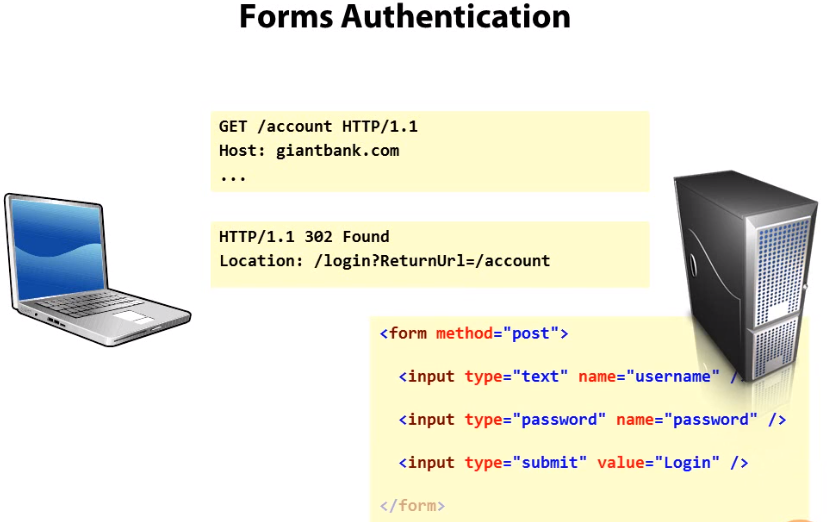 Forms Authentication
GET /account HTTP/1.1
Host: giantbank.com
...
HTTP/1.1 302 Found
Location: /login?ReturnUrl=/account
<form method="post">
<input type="text" name="username" />
<input type="password" name="password" />
<input type="submit" value="Login" />
</form>